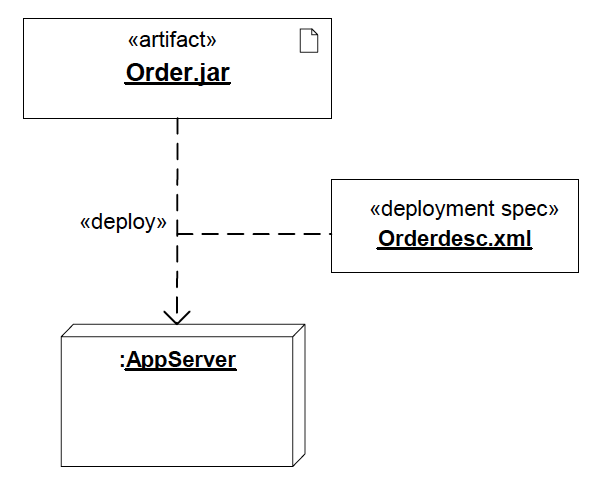 «artifact»
Order.jar
«deploy»
«deployment spec»
Orderdesc.xml
:AppServer